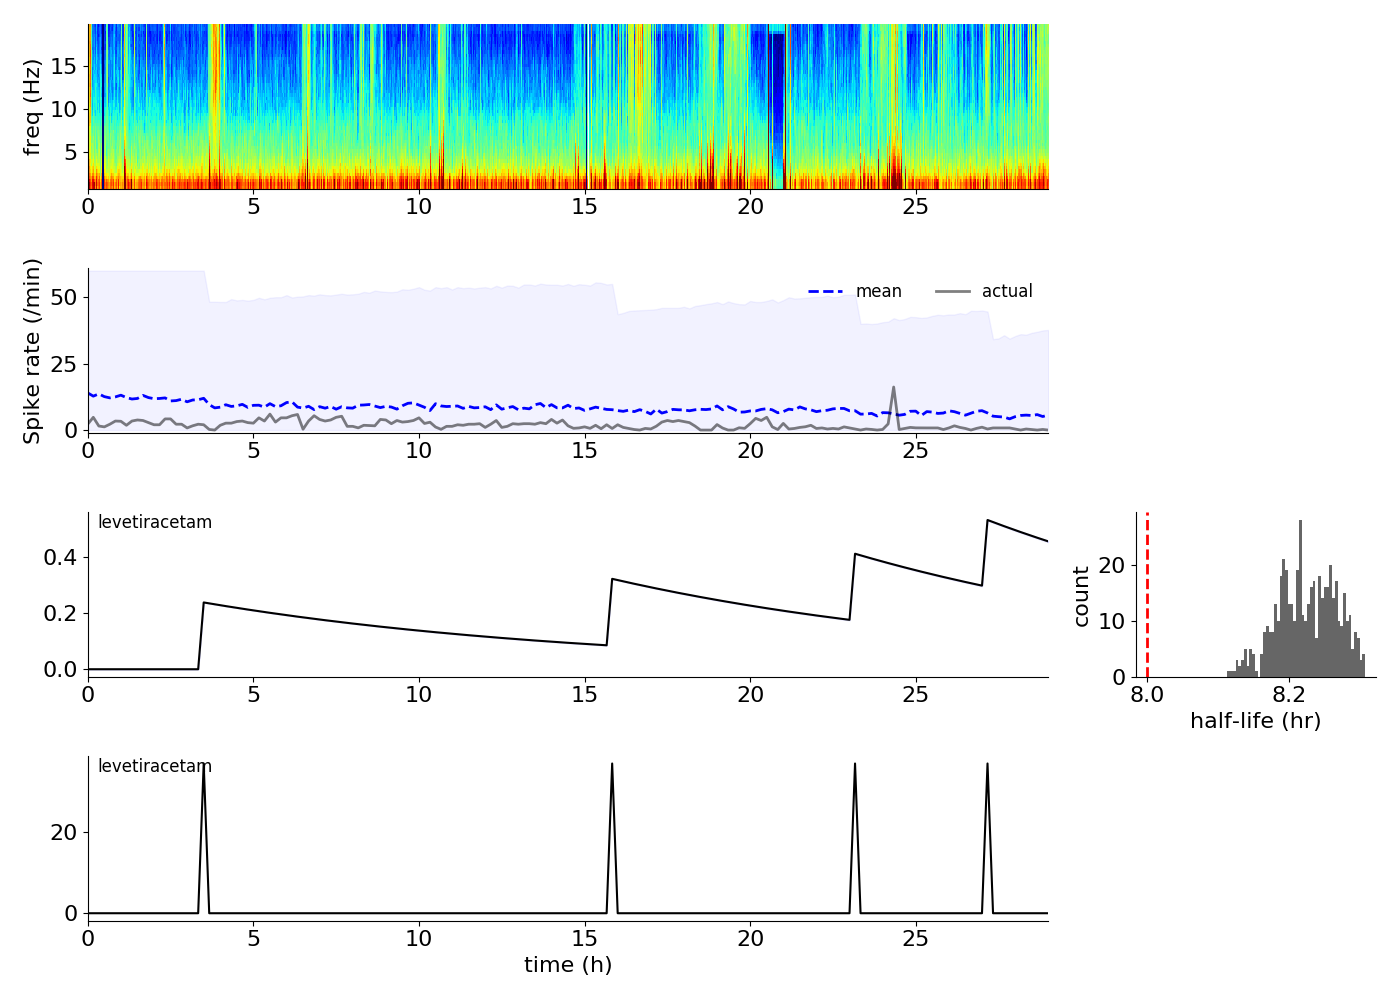 freq (Hz)
15
10
5
0 5 10 15 20 25
Spike rate (/min)
50
25
0
mean actual
0 5 10 15 20 25
levetiracetam
0.4
0.2
0.0
0 5 10 15 20 25
count
20
10
0
8.0 8.2
half-life (hr)
levetiracetam
20
0
0 5 10 15 20 25
time (h)